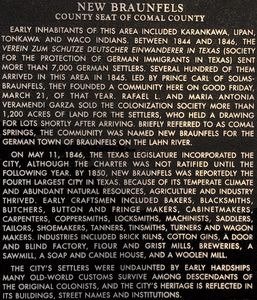 NEW BRAUNFELS
COUNTY SEAT OF COMAL COUNTY
EARLY INHABITANTS OF THIS AREA INCLUDED KARANKAWA, LIPAN,
TONKAWA AND WACO INDIANS. BETWEEN 1844 AND 1846, THE
VEREIN ZUM SCHUTZE DEUTSCHER EINWANDERER IN TEXAS (SOCIETY
FOR THE PROTECTION OF GERMAN IMMIGRANTS IN TEXAS) SENT
MORE THAN 7,000 GERMAN SETTLERS. SEVERAL HUNDRED OF THEM
ARRIVED IN THIS AREA IN 1845. LED BY PRINCE CARL OF SOLMS-
BRAUNFELS, THEY FOUNDED A COMMUNITY HERE ON GOOD FRIDAY,
MARCH 21, OF THAT YEAR. RAFAEL L. AND MARIA ANTONIA
VERAMENDI GARZA SOLD THE COLONIZATION SOCIETY MORE THAN
1,200 ACRES OF LAND FOR THE SETTLERS, WHO HELD A DRAWING
FOR LOTS SHORTLY AFTER ARRIVING. BRIEFLY REFERRED TO AS COMAL
SPRINGS, THE COMMUNITY WAS NAMED NEW BRAUNFELS FOR THE
GERMAN TOWN OF BRAUNFELS ON THE LAHN RIVER.
ON MAY 11, 1846, THE TEXAS LEGISLATURE INCORPORATED THE
CITY, ALTHOUGH THE CHARTER WAS NOT RATIFIED UNTIL THE
FOLLOWING YEAR. BY 1850, NEW BRAUNFELS WAS REPORTEDLY THE
FOURTH LARGEST CITY IN TEXAS. BECAUSE OF ITS TEMPERATE CLIMATE
AND ABUNDANT NATURAL RESOURCES, AGRICULTURE AND INDUSTRY
THRIVED. EARLY CRAFTSMEN INCLUDED BAKERS, BLACKSMITHS,
BUTCHERS, BUTTON AND FRINGE MAKERS, CABINETMAKERS,
CARPENTERS, COPPERSMITHS, LOCKSMITHS, MACHINISTS, SADDLERS,
TAILORS, SHOEMAKERS, TANNERS, TINSMITHS, TURNERS AND WAGON
MAKERS. INDUSTRIES INCLUDED BRICK KILNS, COTTON GINS, A DOOR
AND BLIND FACTORY, FLOUR AND GRIST MILLS, BREWERIES, A
SAWMILL, A SOAP AND CANDLE HOUSE, AND A WOOLEN MILL.
THE CITY'S SETTLERS WERE UNDAUNTED BY EARLY HARDSHIPS.
MANY OLD-WORLD CUSTOMS SURVIVE AMONG DESCENDANTS OF
THE ORIGINAL COLONISTS, AND THE CITY'S HERITAGE IS REFLECTED IN
ITS BUILDINGS, STREET NAMES AND INSTITUTIONS.